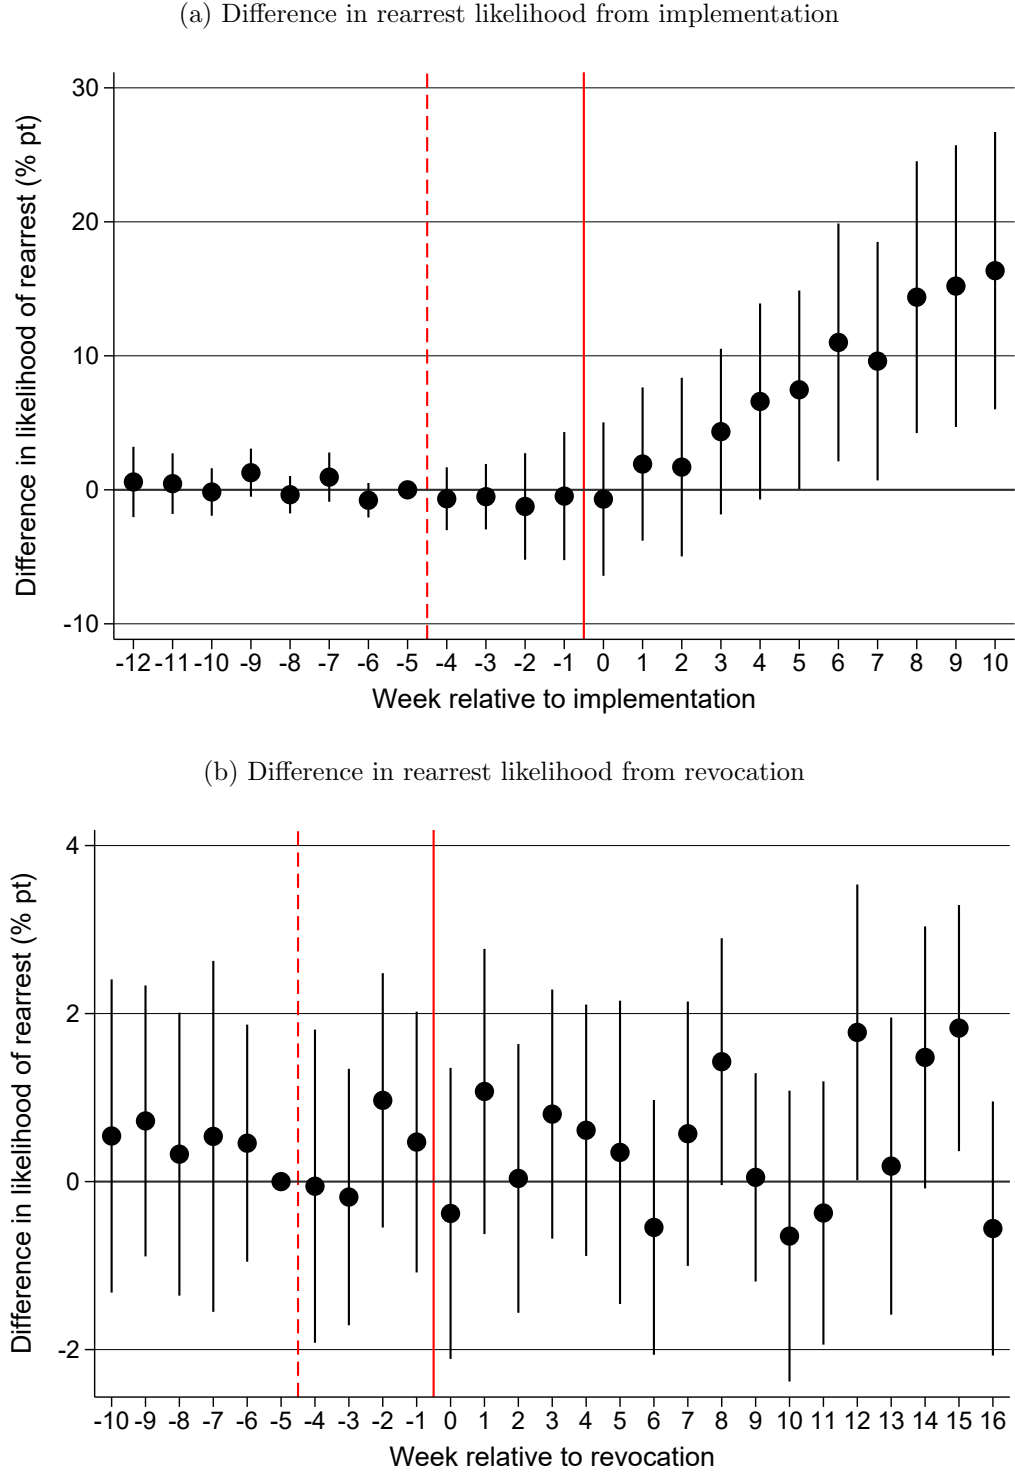 (a) Difference in rearrest likelihood from implementation
Difference in likelihood of rearrest (% pt)
30
20
10
0
-10
-12 -11 -10 -9 -8 -7 -6 -5 -4 -3 -2 -1 0 1 2 3 4 5 6 7 8 9 10
Week relative to implementation
(b) Difference in rearrest likelihood from revocation
Difference in likelihood of rearrest (% pt)
4
2
0
-2
-10 -9 -8 -7 -6 -5 -4 -3 -2 -1 0 1 2 3 4 5 6 7 8 9 10 11 12 13 14 15 16
Week relative to revocation